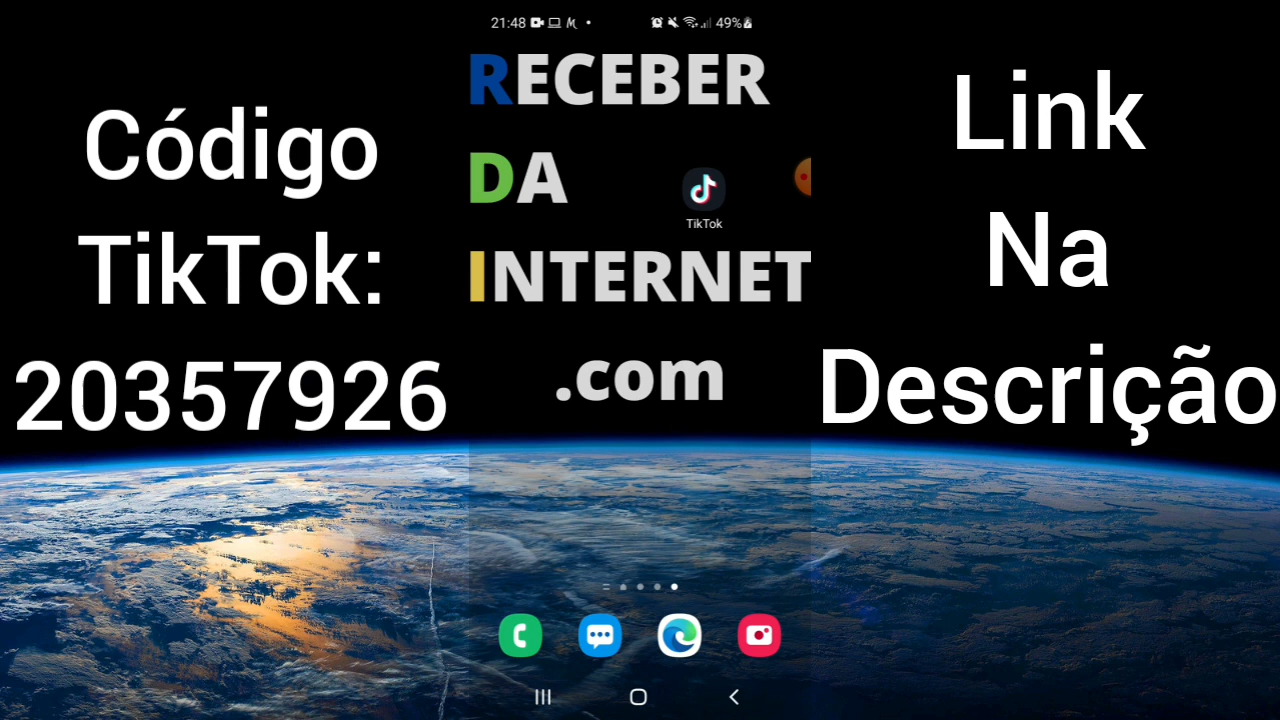 21:48
49%
Código
TikTok:
20357926
RECEBER
DA
INTERNET
.com
TikTok
Link
Na
Descrição